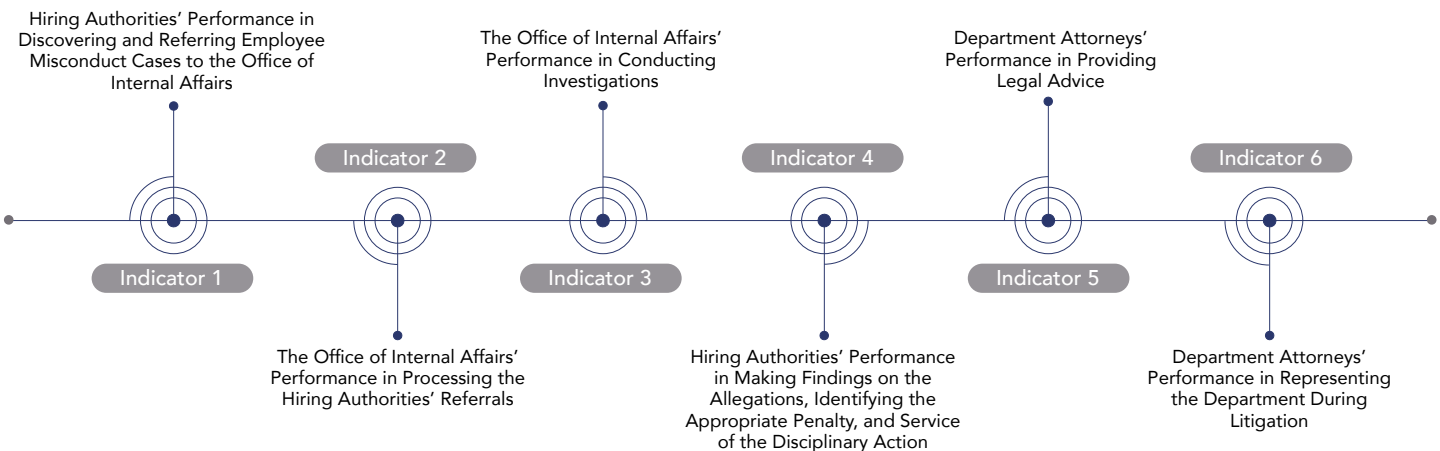 Hiring Authorities’ Performance in
Discovering and Referring Employee
Misconduct Cases to the Office of
Internal Affairs
Indicator 1
Indicator 2
The Office of Internal Affairs’
Performance in Processing the
Hiring Authorities’ Referrals
The Office of Internal Affairs’
Performance in Conducting
Investigations
Indicator 3
Indicator 4
Hiring Authorities’ Performance
in Making Findings on the
Allegations, Identifying the
Appropriate Penalty, and Service
of the Disciplinary Action
Department Attorneys’
Performance in Providing
Legal Advice
Indicator 5
Indicator 6
Department Attorneys’
Performance in Representing
the Department During
Litigation